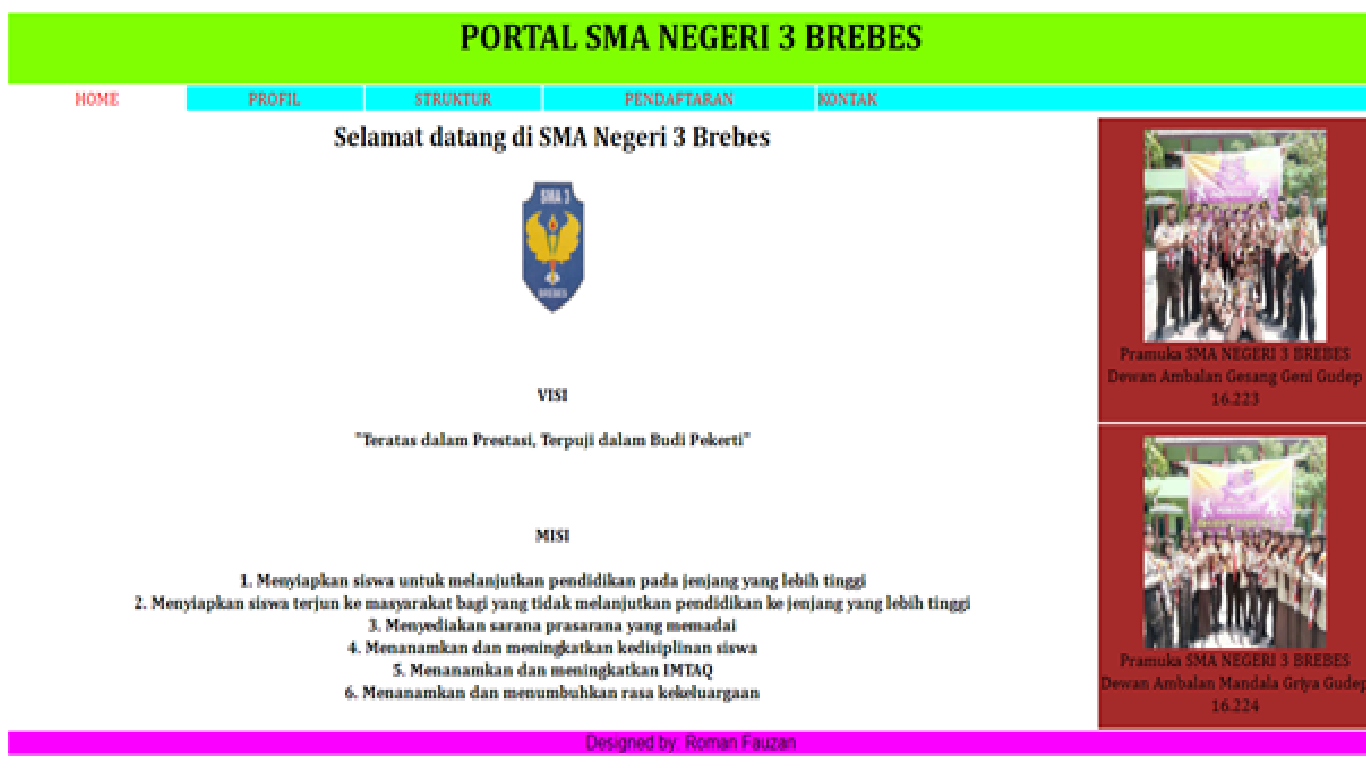 PORTAL SMA NEGERI 3 BREBES
HOME PROFIL STRUKTUR PENDAFTARAN KONTAK
Selamat datang di SMA Negeri 3 Brebes
SMA 3
BREBES
VISI
"Teratas dalam Prestasi, Terpuji dalam Budi Pekerti"
MISI
1. Menyiapkan siswa untuk melanjutkan pendidikan pada jenjang yang lebih tinggi
2. Menyiapkan siswa terjun ke masyarakat bagi yang tidak melanjutkan pendidikan ke jenjang yang lebih tinggi
3. Menyediakan sarana prasarana yang memadai
4. Menanamkan dan meningkatkan kedisiplinan siswa
5. Menanamkan dan meningkatkan IMTAQ
6. Menanamkan dan menumbuhkan rasa kekeluargaan
Pramuka SMA NEGERI 3 BREBES
Dewan Ambalan Gesang Geni Gudep
16.223
Pramuka SMA NEGERI 3 BREBES
Dewan Ambalan Mandala Griya Gudep
16.224
Designed by: Roman Fauzan